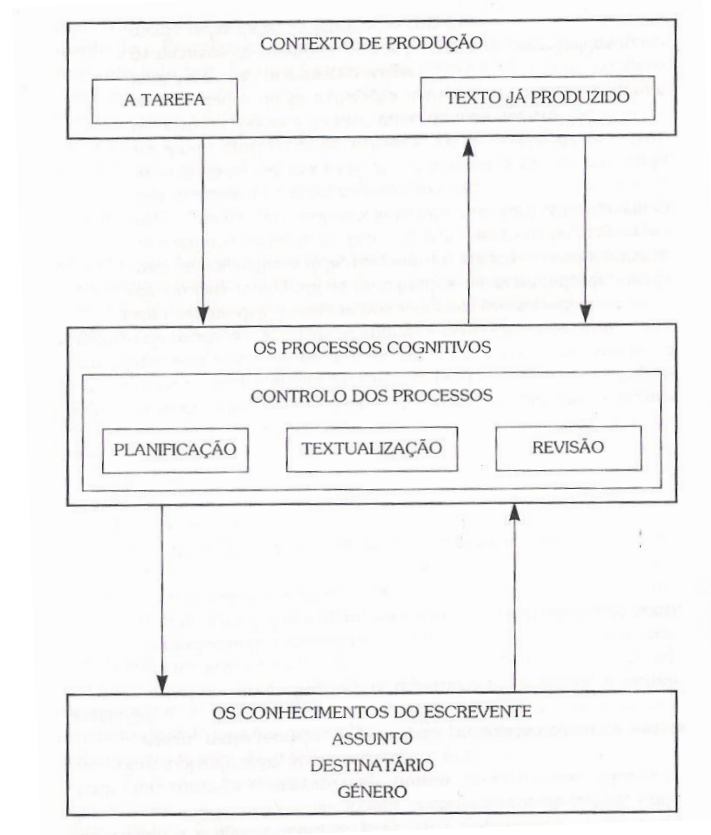 CONTEXTO DE PRODUÇÃO
A TAREFA
TEXTO JÁ PRODUZIDO
OS PROCESSOS COGNITIVOS
CONTROLO DOS PROCESSOS
PLANIFICAÇÃO
TEXTUALIZAÇÃO
REVISÃO
OS CONHECIMENTOS DO ESCREVENTE
ASSUNTO
DESTINATÁRIO
GÉNERO